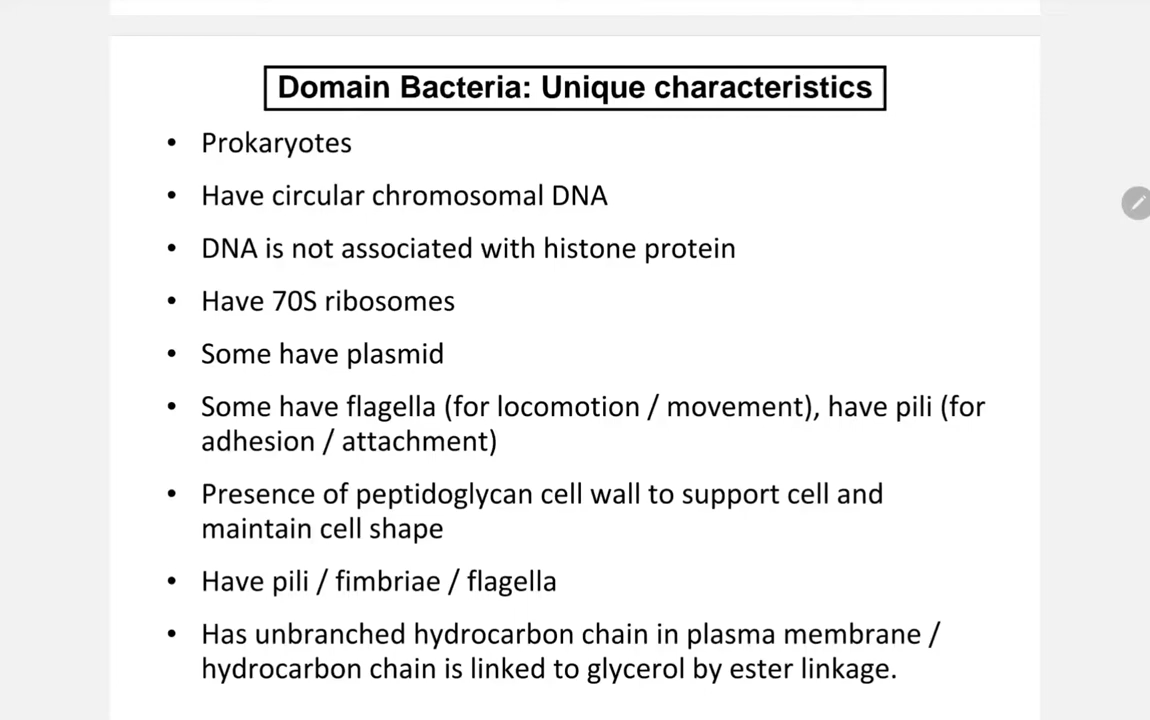 Domain Bacteria: Unique characteristics
• Prokaryotes
• Have circular chromosomal DNA
• DNA is not associated with histone protein
• Have 70S ribosomes
• Some have plasmid
• Some have flagella (for locomotion / movement), have pili (for
adhesion / attachment)
• Presence of peptidoglycan cell wall to support cell and
maintain cell shape
• Have pili / fimbriae / flagella
• Has unbranched hydrocarbon chain in plasma membrane /
hydrocarbon chain is linked to glycerol by ester linkage.